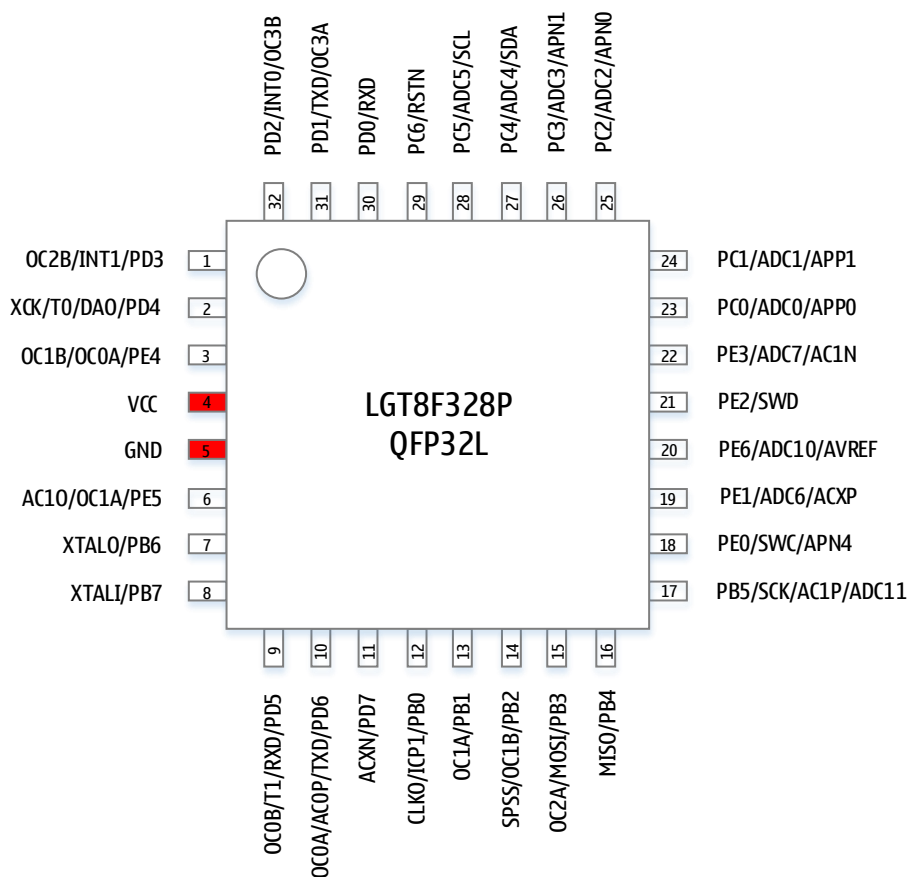 PD2/INT0/OC3B
PD1/TXD/OC3A
PD0/RXD
PC6/RSTN
PC5/ADC5/SCL
PC4/ADC4/SDA
PC3/ADC3/APN1
PC2/ADC2/APN0
32
31
30
29
28
27
26
25
OC2B/INT1/PD3 1
XCK/T0/DAO/PD4 2
OC1B/OC0A/PE4 3
VCC 4
GND 5
AC1O/OC1A/PE5 6
XTALO/PB6 7
XTALI/PB7 8
LGT8F328P
QFP32L
24 PC1/ADC1/APP1
23 PC0/ADC0/APP0
22 PE3/ADC7/AC1N
21 PE2/SWD
20 PE6/ADC10/AVREF
19 PE1/ADC6/ACXP
18 PE0/SWC/APN4
17 PB5/SCK/AC1P/ADC11
9
10
11
12
13
14
15
16
OC0B/T1/RXD/PD5
OC0A/AC0P/TXD/PD6
ACXN/PD7
CLKO/ICP1/PB0
OC1A/PB1
SPSS/OC1B/PB2
OC2A/MOSI/PB3
MISO/PB4